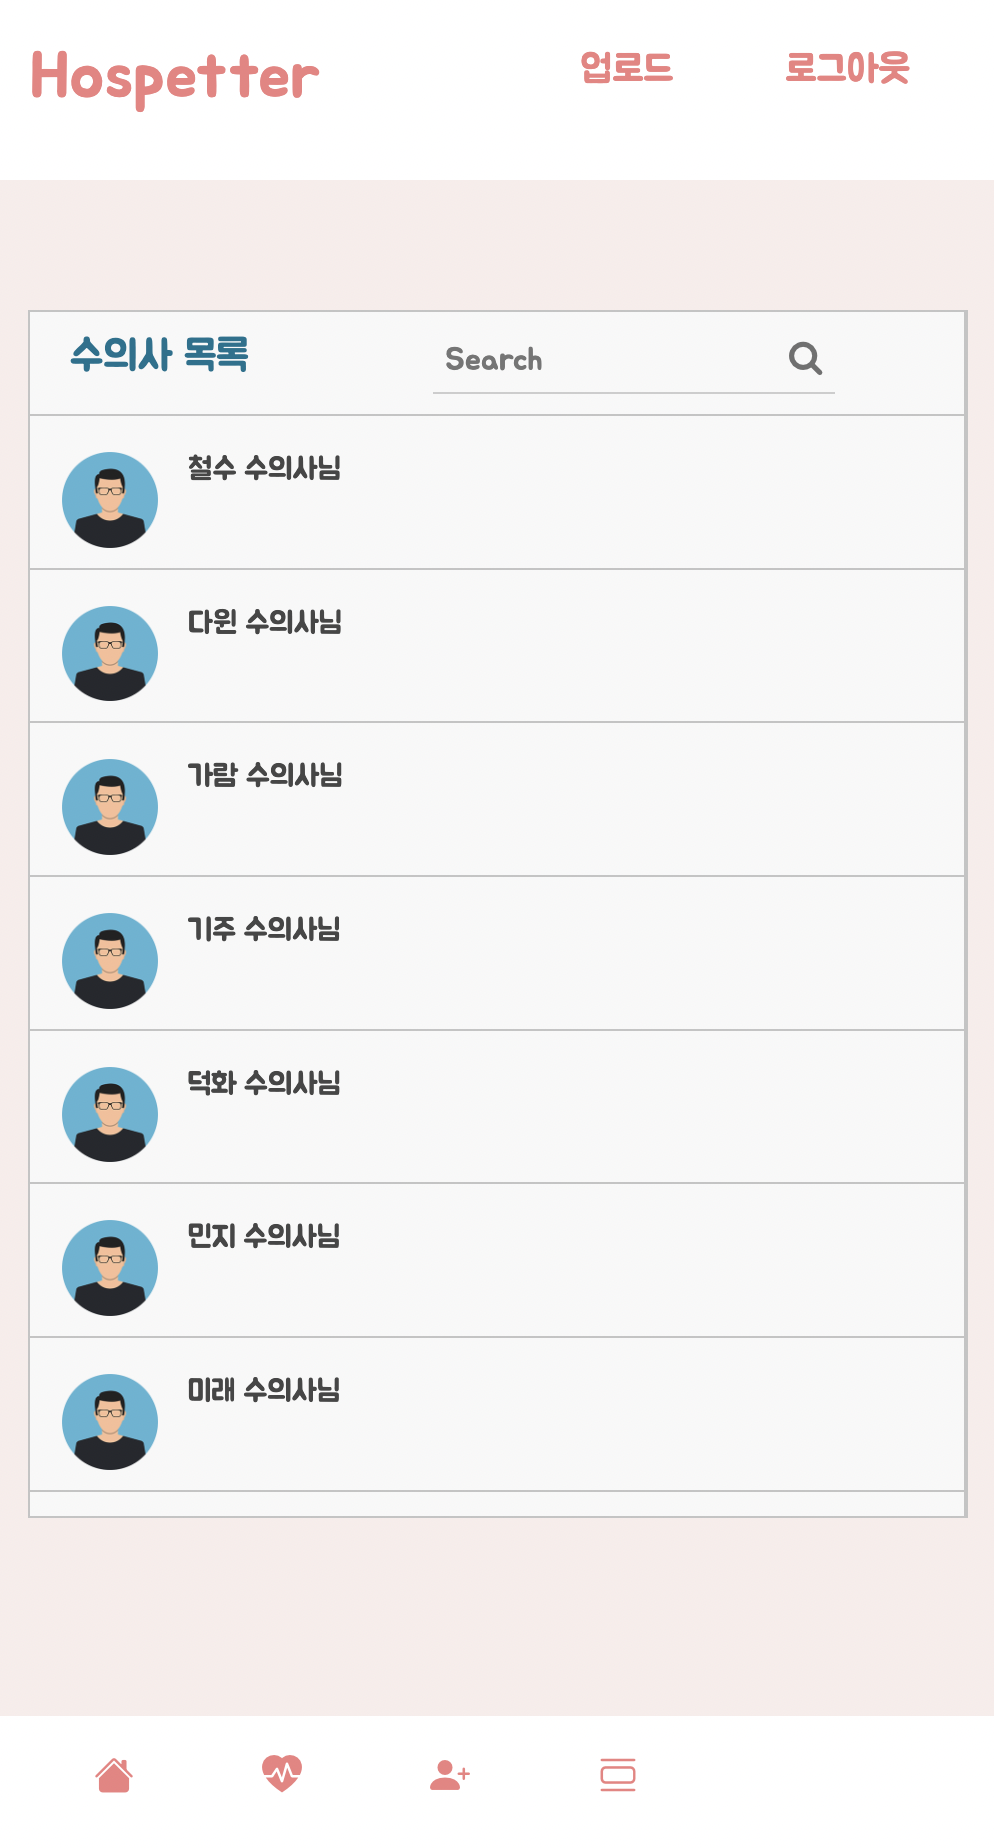 Hospetter 업로드 로그아웃
수의사 목록 Search
철수 수의사님
다윈 수의사님
가람 수의사님
기주 수의사님
덕화 수의사님
민지 수의사님
미래 수의사님